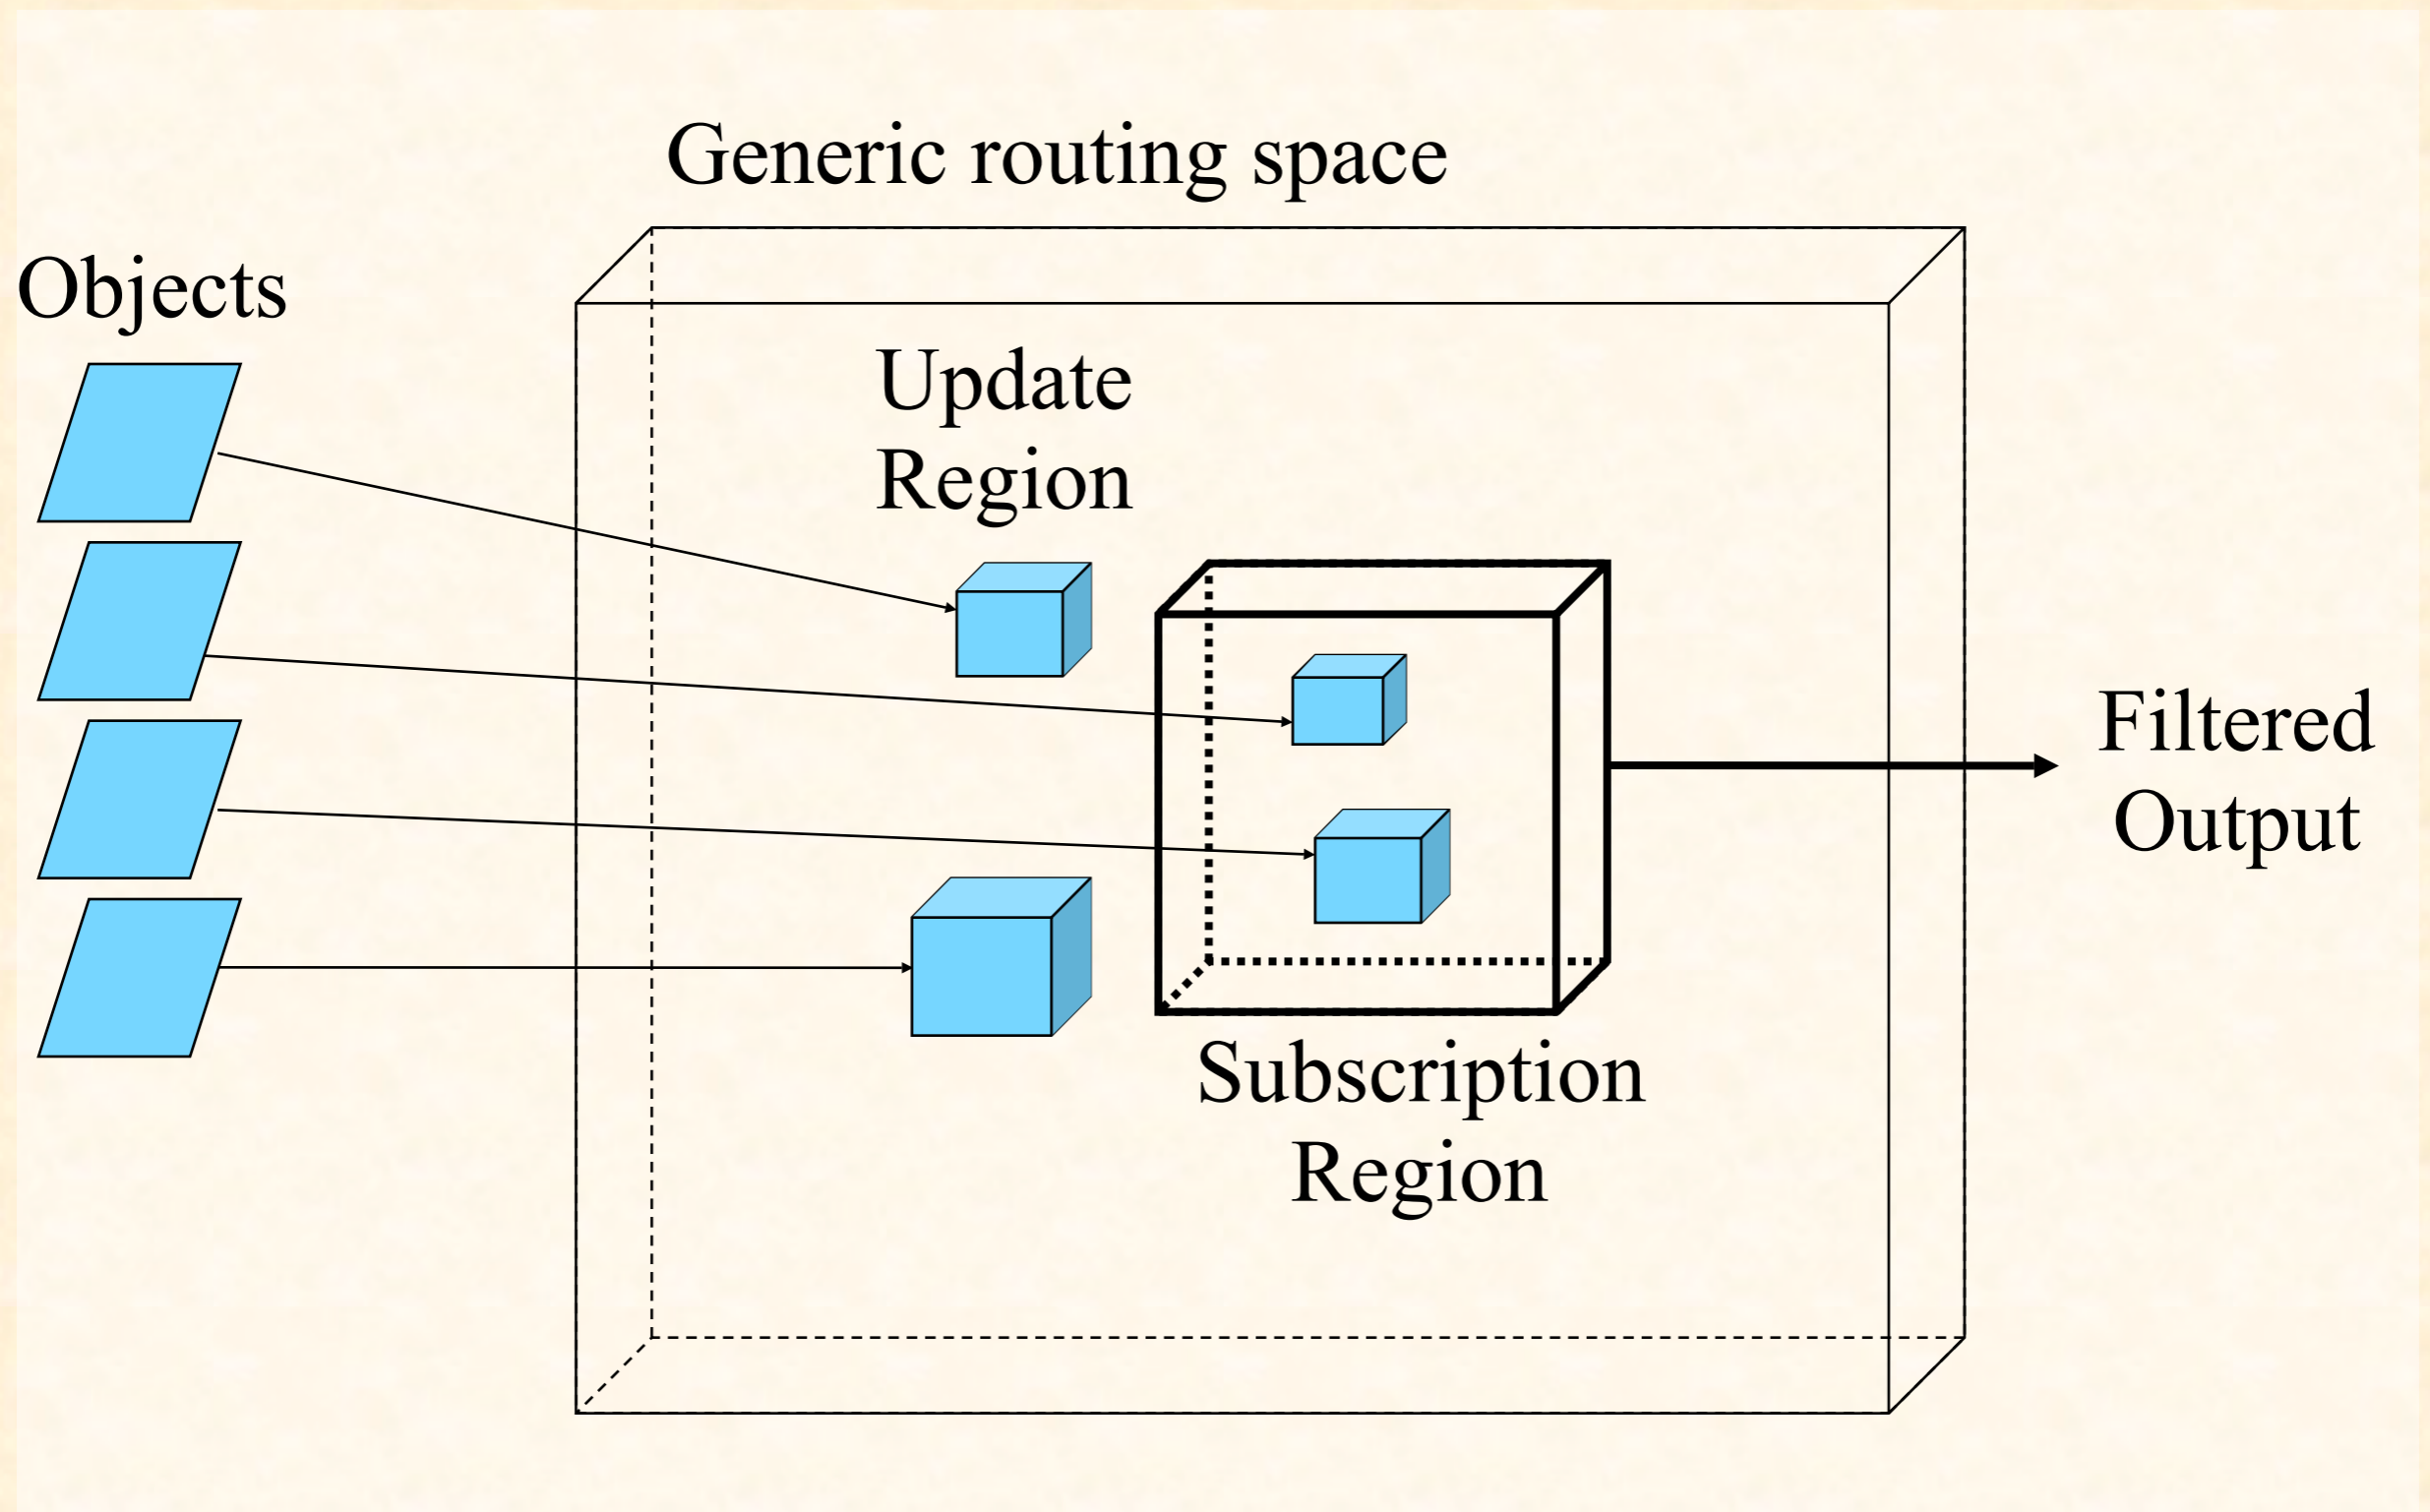 Generic routing space
Objects
Update
Region
Filtered
Output
Subscription
Region